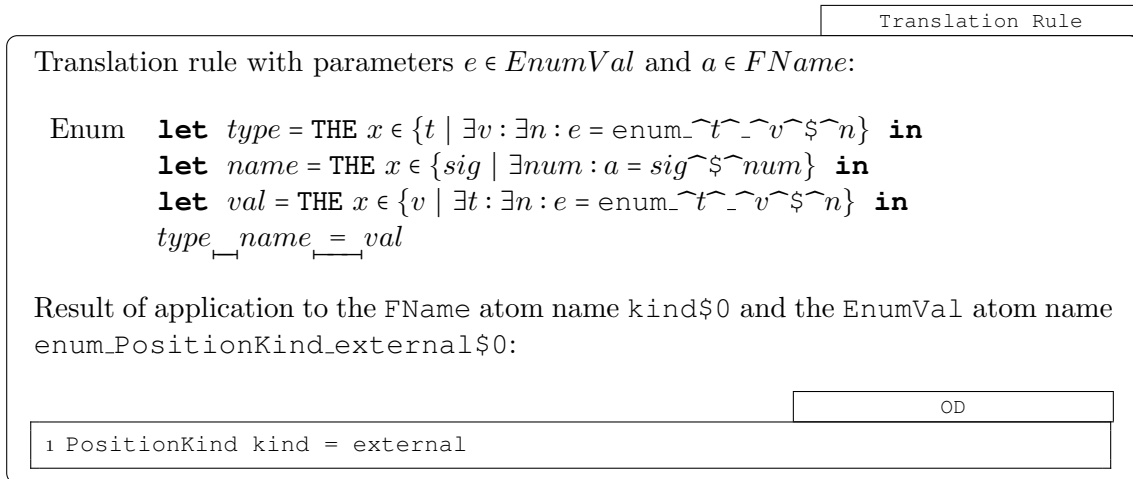 Translation Rule
Translation rule with parameters e ∈ EnumVal and a ∈ FName:
Enum let type = THE x ∈ {t | ∃v : ∃n : e = enum_⁀t⁀_⁀v⁀$⁀n} in
let name = THE x ∈ {sig | ∃num : a = sig⁀$⁀num} in
let val = THE x ∈ {v | ∃t : ∃n : e = enum_⁀t⁀_⁀v⁀$⁀n} in
type name = val
Result of application to the FName atom name kind$0 and the EnumVal atom name
enum_PositionKind_external$0:
OD
1 PositionKind kind = external